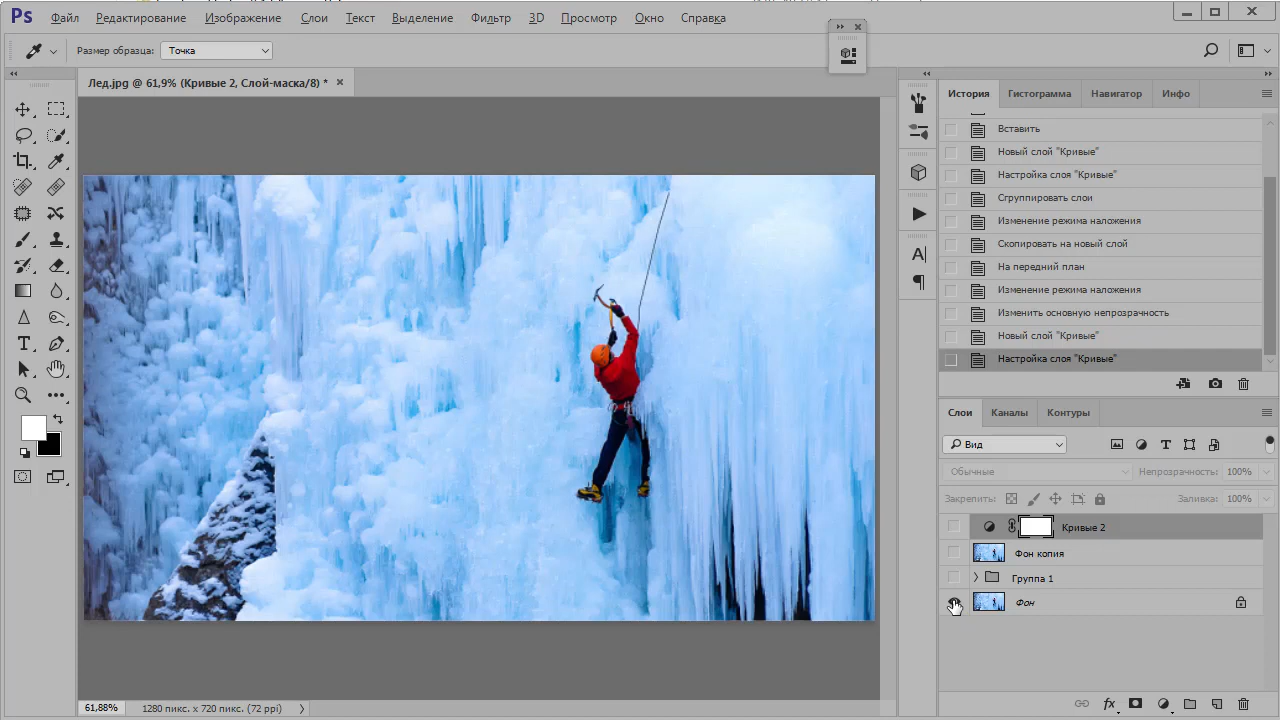 Ps Файл Редактирование Изображение Слои Текст Выделение Фильтр 3D Просмотр Окно Справка
Размер образца: Точка
Лед.jpg @ 61,9% (Кривые 2, Слой-маска/8) *
История Гистограмма Навигатор Инфо
Вставить
Новый слой "Кривые"
Настройка слоя "Кривые"
Сгруппировать слои
Изменение режима наложения
Скопировать на новый слой
На передний план
Изменение режима наложения
Изменить основную непрозрачность
Новый слой "Кривые"
Настройка слоя "Кривые"
Слои Каналы Контуры
Вид
Обычные Непрозрачность: 100%
Закрепить: Заливка: 100%
Кривые 2
Фон копия
Группа 1
Фон
61,88% 1280 пикс. x 720 пикс. (72 ppi)